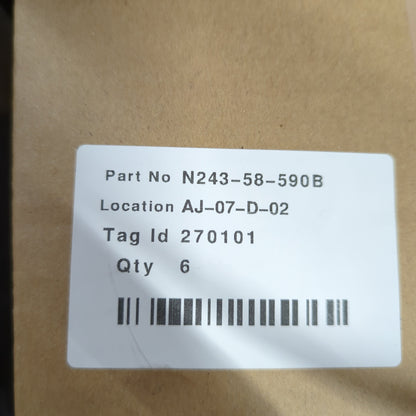 Part No N243-58-590B
Location AJ-07-D-02
Tag Id 270101
Qty 6